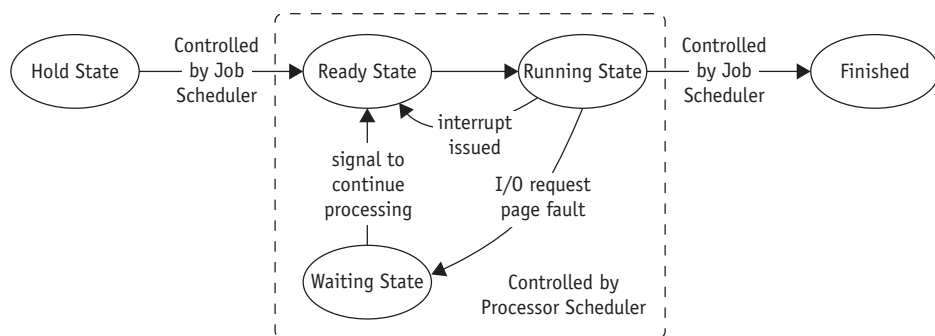 Hold State
Controlled
by Job
Scheduler
Ready State
Running State
Controlled
by Job
Scheduler
Finished
interrupt
issued
signal to
continue
processing
I/O request
page fault
Waiting State
Controlled by
Processor Scheduler